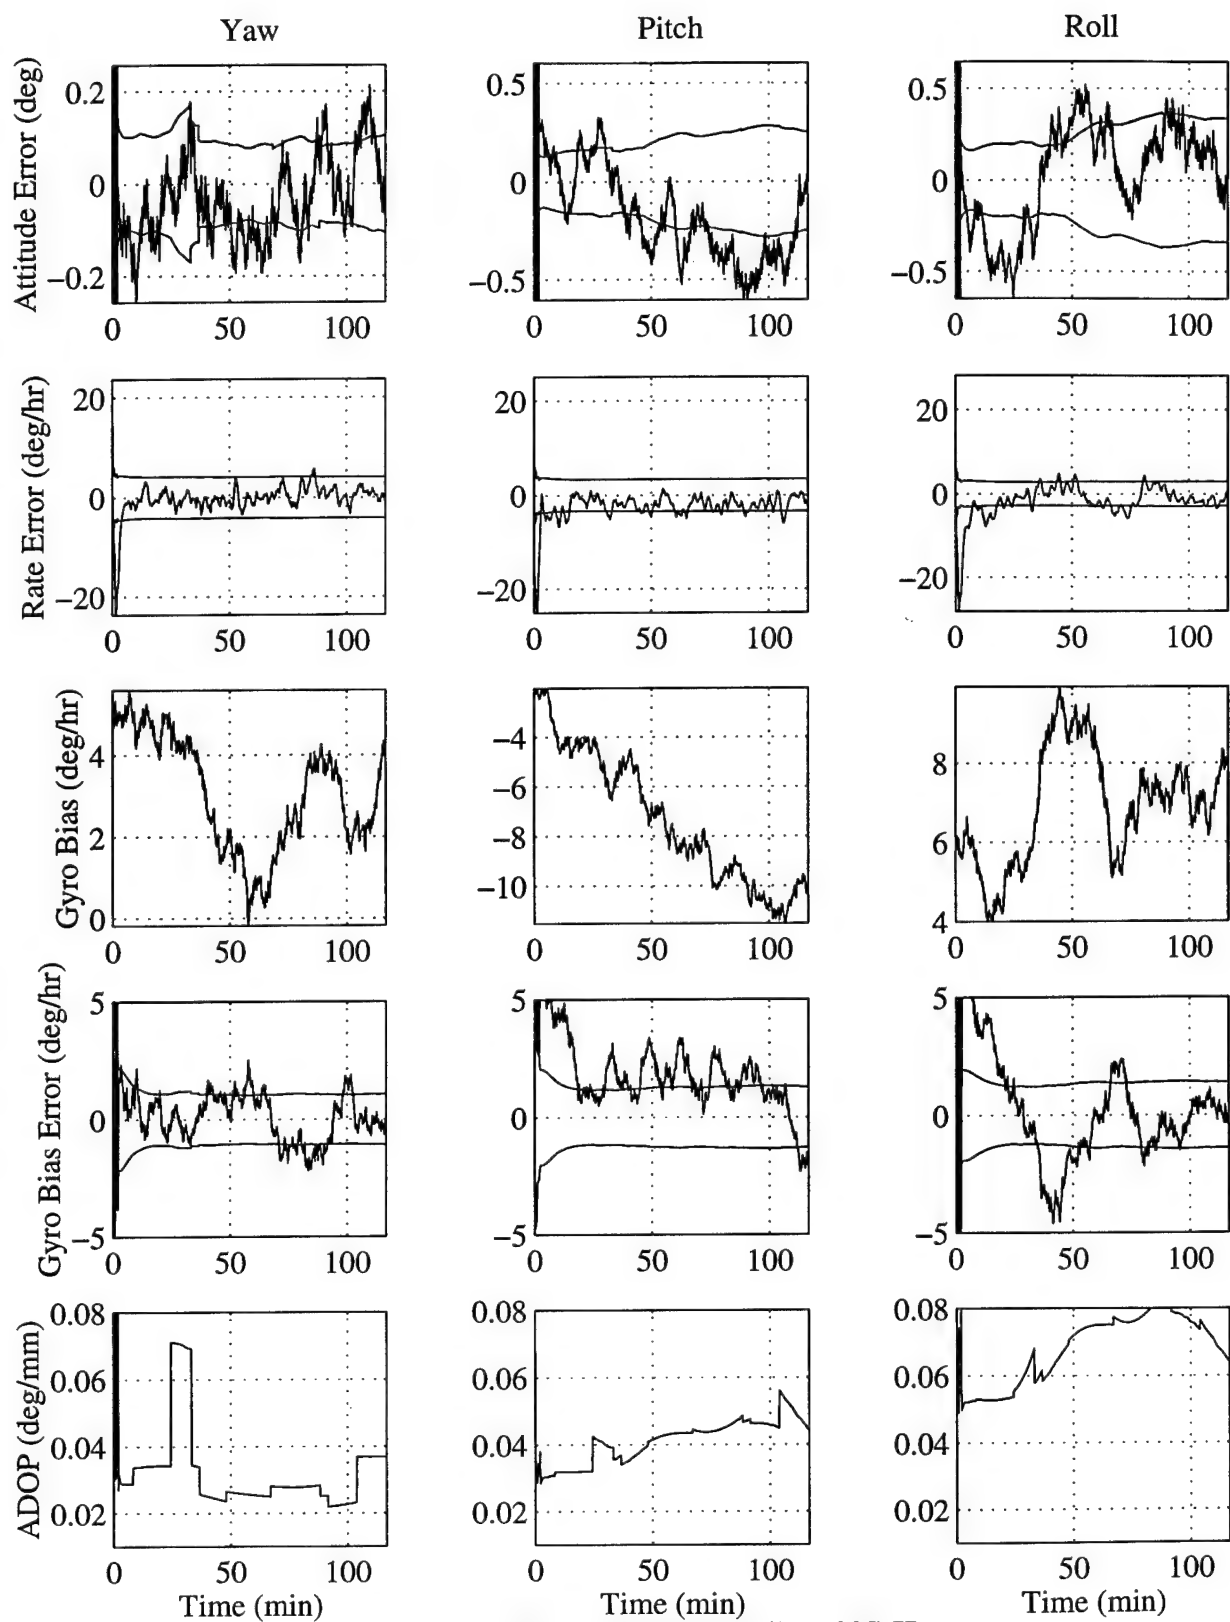 Yaw Pitch Roll
Attitude Error (deg)
0.2 0 −0.2
0.5 0 −0.5
0.5 0 −0.5
0 50 100 0 50 100 0 50 100
Rate Error (deg/hr)
20 0 −20
20 0 −20
20 0 −20
0 50 100 0 50 100 0 50 100
Gyro Bias (deg/hr)
4 2 0
−4 −6 −8 −10
8 6 4
0 50 100 0 50 100 0 50 100
Gyro Bias Error (deg/hr)
5 0 −5
5 0 −5
5 0 −5
0 50 100 0 50 100 0 50 100
ADOP (deg/mm)
0.08 0.06 0.04 0.02
0.08 0.06 0.04 0.02
0.08 0.06 0.04 0.02
0 50 100 0 50 100 0 50 100
Time (min) Time (min) Time (min)